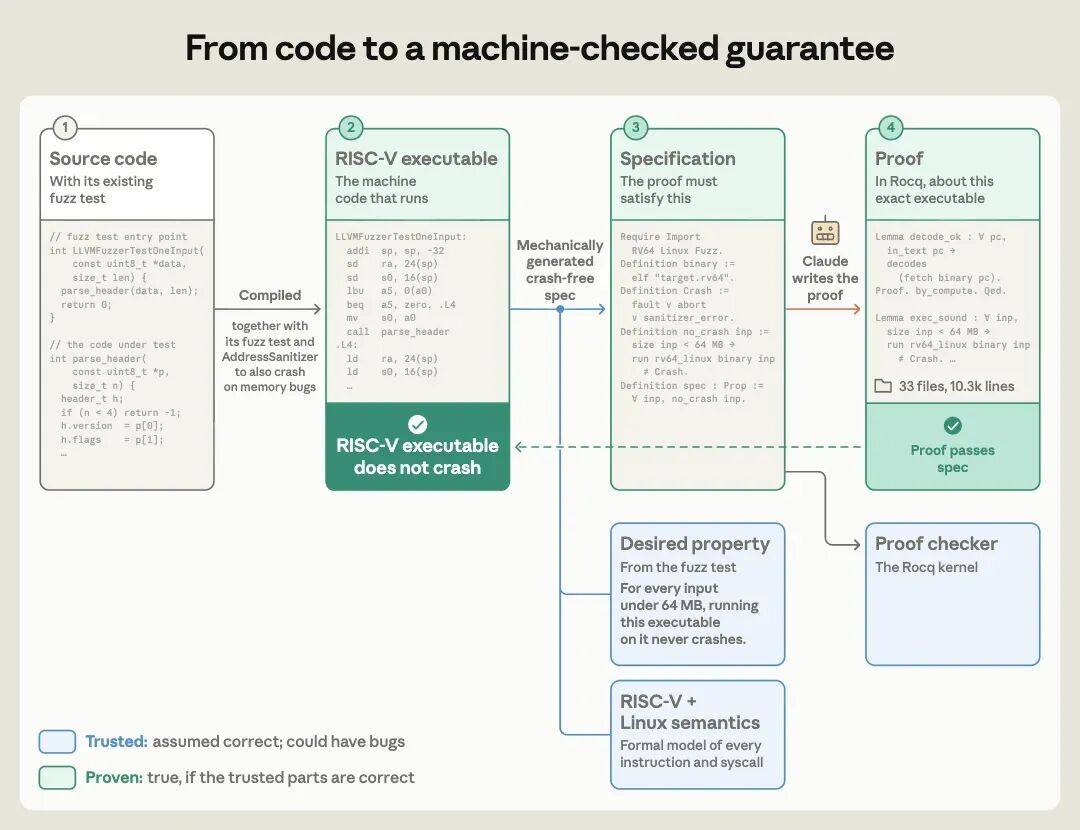 From code to a machine-checked guarantee
1
Source code
With its existing
fuzz test
// fuzz test entry point
int LLVMFuzzerTestOneInput(
const uint8_t *data,
size_t len) {
parse_header(data, len);
return 0;
}
// the code under test
int parse_header(
const uint8_t *p,
size_t n) {
header_t h;
if (n < 4) return -1;
h.version = p[0];
h.flags = p[1];
…
Compiled
together with
its fuzz test and
AddressSanitizer
to also crash
on memory bugs
2
RISC-V executable
The machine
code that runs
LLVMFuzzerTestOneInput:
addi sp, sp, -32
sd ra, 24(sp)
sd s0, 16(sp)
lbu a5, 0(a0)
beq a5, zero, .L4
mv s0, a0
call parse_header
.L4:
ld ra, 24(sp)
ld s0, 16(sp)
…
RISC-V executable
does not crash
Mechanically
generated
crash-free
spec
3
Specification
The proof must
satisfy this
Require Import
RV64 Linux Fuzz.
Definition binary :=
elf "target.rv64".
Definition Crash :=
fault ∨ abort
∨ sanitizer_error.
Definition no_crash inp :=
size inp < 64 MB →
run rv64_linux binary inp
≠ Crash.
Definition spec : Prop :=
∀ inp, no_crash inp.
Claude
writes the
proof
4
Proof
In Rocq, about this
exact executable
Lemma decode_ok : ∀ pc,
in_text pc →
decodes
(fetch binary pc).
Proof. by_compute. Qed.
Lemma exec_sound : ∀ inp,
size inp < 64 MB →
run rv64_linux binary inp
≠ Crash. …
33 files, 10.3k lines
Proof passes
spec
Desired property
From the fuzz test
For every input
under 64 MB, running
this executable
on it never crashes.
Proof checker
The Rocq kernel
RISC-V +
Linux semantics
Formal model of every
instruction and syscall
Trusted: assumed correct; could have bugs
Proven: true, if the trusted parts are correct